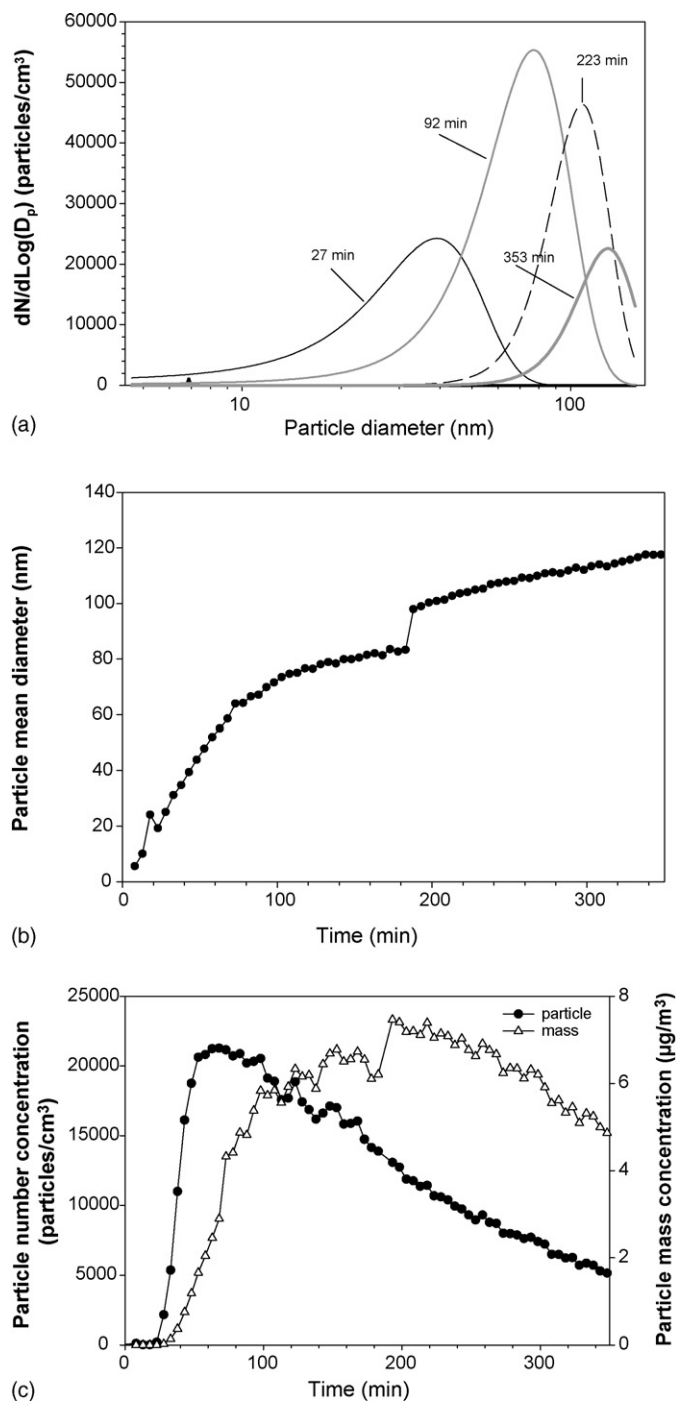 60000
50000
40000
30000
20000
10000
0
dN/dLog(Dp) (particles/cm³)
223 min
92 min
27 min
353 min
10
100
Particle diameter (nm)
(a)
140
120
100
80
60
40
20
0
Particle mean diameter (nm)
0
100
200
300
Time (min)
(b)
25000
20000
15000
10000
5000
0
Particle number concentration
(particles/cm³)
particle
mass
8
6
4
2
0
Particle mass concentration (µg/m³)
0
100
200
300
Time (min)
(c)